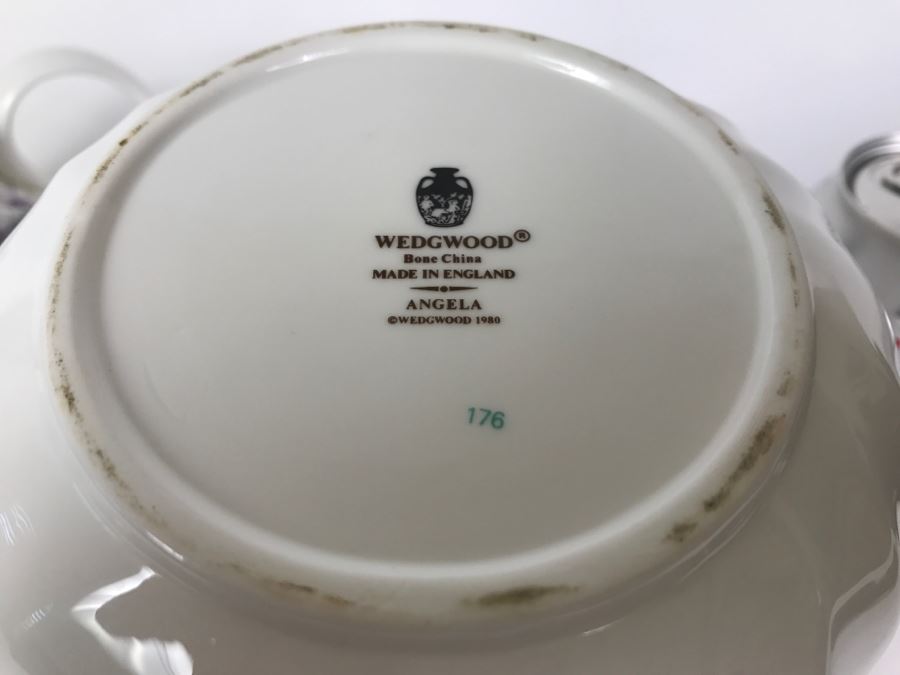 WEDGWOOD®
Bone China
MADE IN ENGLAND
ANGELA
©WEDGWOOD 1980
176